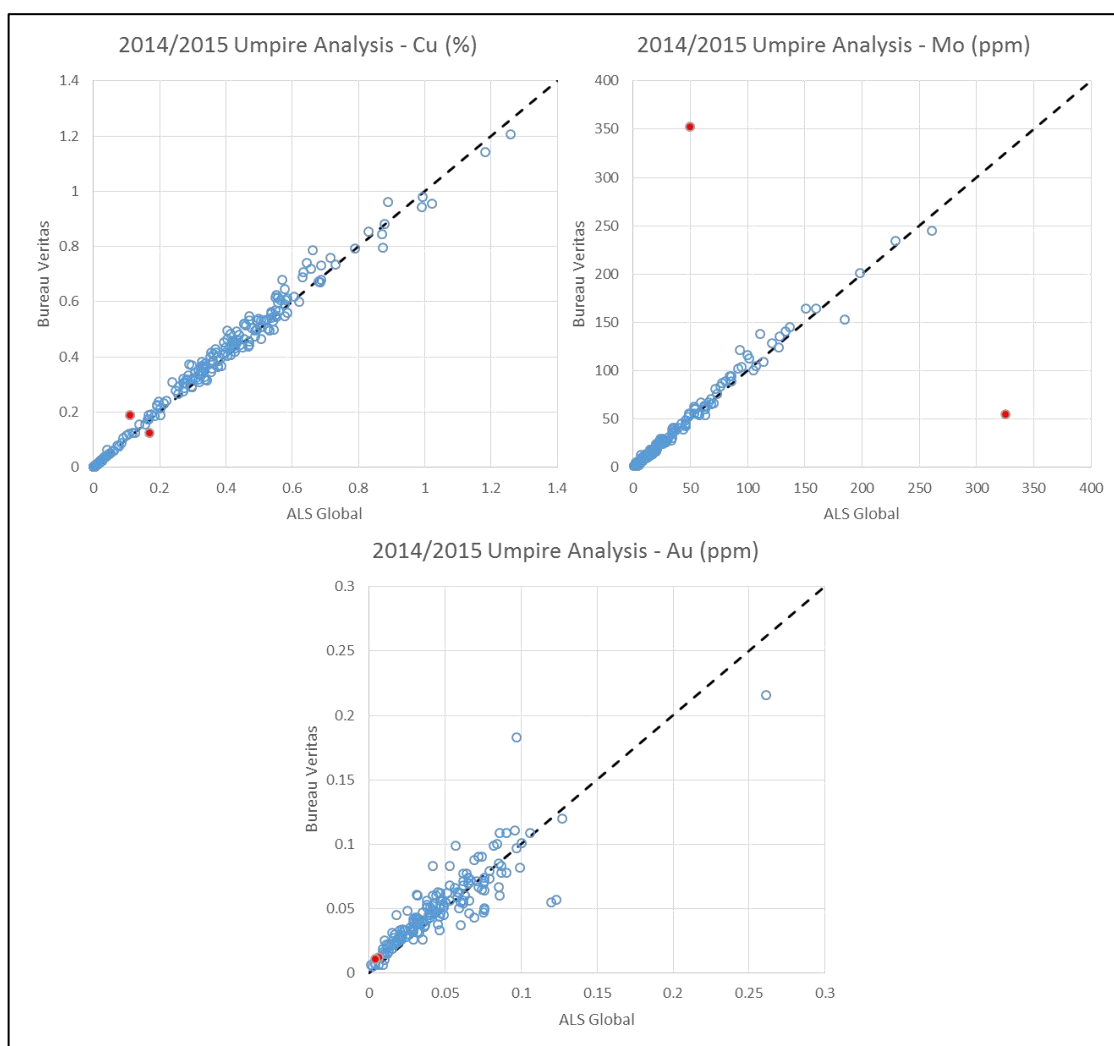 2014/2015 Umpire Analysis - Cu (%)
1.4
1.2
1
0.8
0.6
0.4
0.2
0
Bureau Veritas
0 0.2 0.4 0.6 0.8 1 1.2 1.4
ALS Global
2014/2015 Umpire Analysis - Mo (ppm)
400
350
300
250
200
150
100
50
0
Bureau Veritas
0 50 100 150 200 250 300 350 400
ALS Global
2014/2015 Umpire Analysis - Au (ppm)
0.3
0.25
0.2
0.15
0.1
0.05
0
Bureau Veritas
0 0.05 0.1 0.15 0.2 0.25 0.3
ALS Global